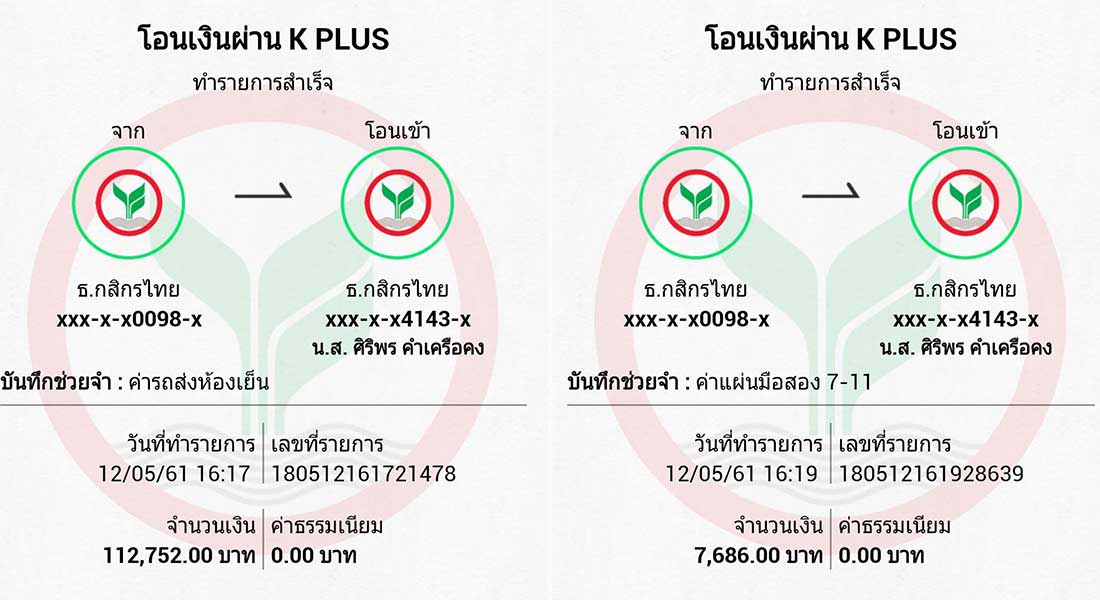 โอนเงินผ่าน K PLUS
ทำรายการสำเร็จ
จาก โอนเข้า
ธ.กสิกรไทย ธ.กสิกรไทย
xxx-x-x0098-x xxx-x-x4143-x
น.ส. ศิริพร คำเครือคง
บันทึกช่วยจำ : ค่ารถส่งห้องเย็น
วันที่ทำรายการ เลขที่รายการ
12/05/61 16:17 180512161721478
จำนวนเงิน ค่าธรรมเนียม
112,752.00 บาท 0.00 บาท
โอนเงินผ่าน K PLUS
ทำรายการสำเร็จ
จาก โอนเข้า
ธ.กสิกรไทย ธ.กสิกรไทย
xxx-x-x0098-x xxx-x-x4143-x
น.ส. ศิริพร คำเครือคง
บันทึกช่วยจำ : ค่าแผ่นมือสอง 7-11
วันที่ทำรายการ เลขที่รายการ
12/05/61 16:19 180512161928639
จำนวนเงิน ค่าธรรมเนียม
7,686.00 บาท 0.00 บาท